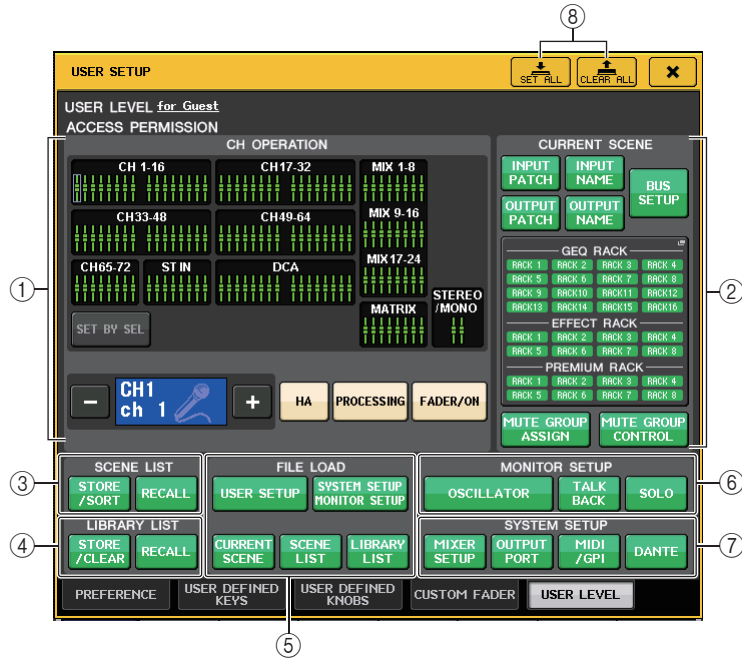 ⑧
USER SETUP
SET ALL
CLEAR ALL
USER LEVEL for Guest
ACCESS PERMISSION
CH OPERATION
CH 1-16
CH17-32
MIX 1-8
CH33-48
CH49-64
MIX 9-16
CH65-72
ST IN
DCA
MIX17-24
MATRIX
STEREO
/MONO
SET BY SEL
①
CH1
ch 1
HA
PROCESSING
FADER/ON
CURRENT SCENE
INPUT
PATCH
INPUT
NAME
BUS
SETUP
OUTPUT
PATCH
OUTPUT
NAME
GEQ RACK
RACK 1 RACK 2 RACK 3 RACK 4
RACK 5 RACK 6 RACK 7 RACK 8
RACK 9 RACK10 RACK11 RACK12
RACK13 RACK14 RACK15 RACK16
EFFECT RACK
RACK 1 RACK 2 RACK 3 RACK 4
RACK 5 RACK 6 RACK 7 RACK 8
PREMIUM RACK
RACK 1 RACK 2 RACK 3 RACK 4
RACK 5 RACK 6 RACK 7 RACK 8
MUTE GROUP
ASSIGN
MUTE GROUP
CONTROL
②
③
SCENE LIST
STORE
/SORT
RECALL
④
LIBRARY LIST
STORE
/CLEAR
RECALL
FILE LOAD
USER SETUP
SYSTEM SETUP
MONITOR SETUP
CURRENT
SCENE
SCENE
LIST
LIBRARY
LIST
MONITOR SETUP
OSCILLATOR
TALK
BACK
SOLO
⑥
SYSTEM SETUP
MIXER
SETUP
OUTPUT
PORT
MIDI
/GPI
DANTE
⑦
PREFERENCE
USER DEFINED
KEYS
USER DEFINED
KNOBS
CUSTOM FADER
USER LEVEL
⑤